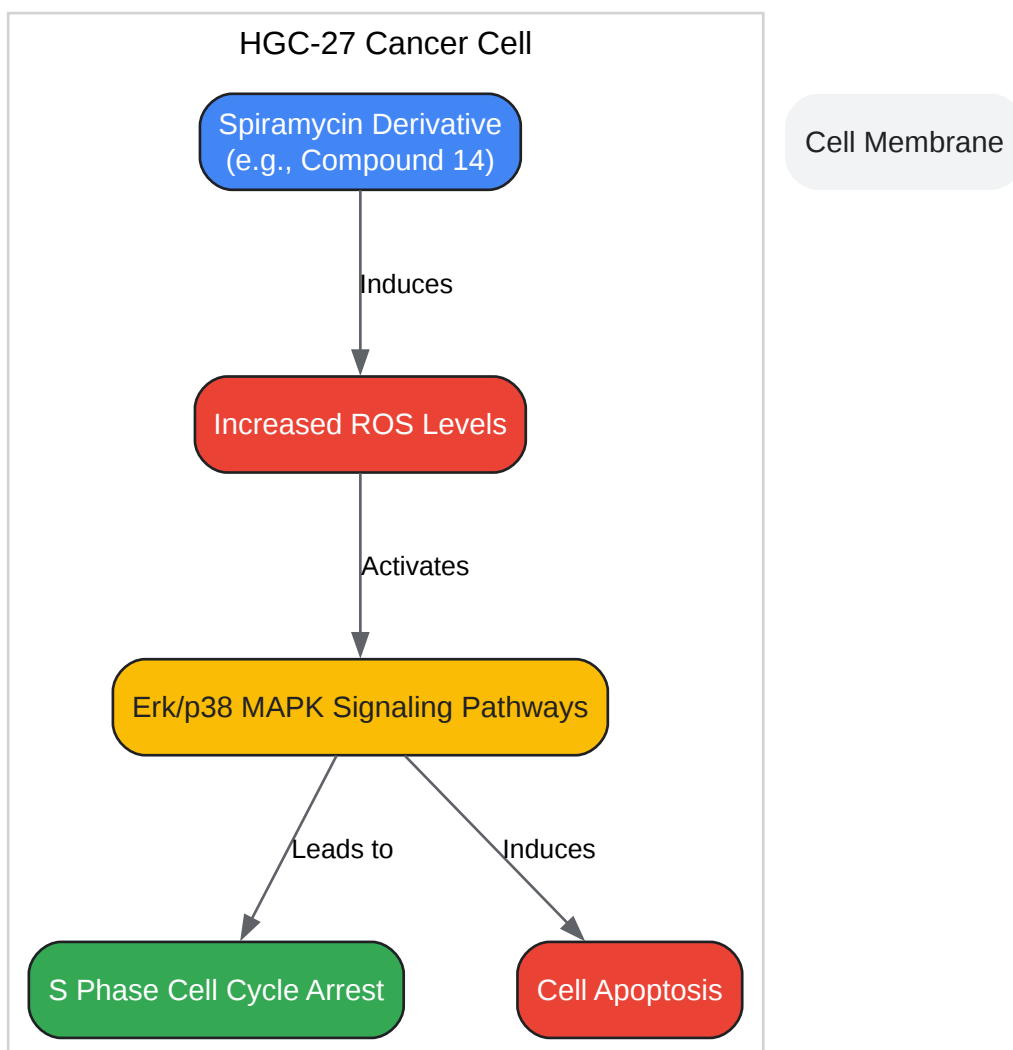 HGC-27 Cancer Cell
Spiramycin Derivative
(e.g., Compound 14)
Cell Membrane
Induces
Increased ROS Levels
Activates
Erk/p38 MAPK Signaling Pathways
Leads to
Induces
S Phase Cell Cycle Arrest
Cell Apoptosis